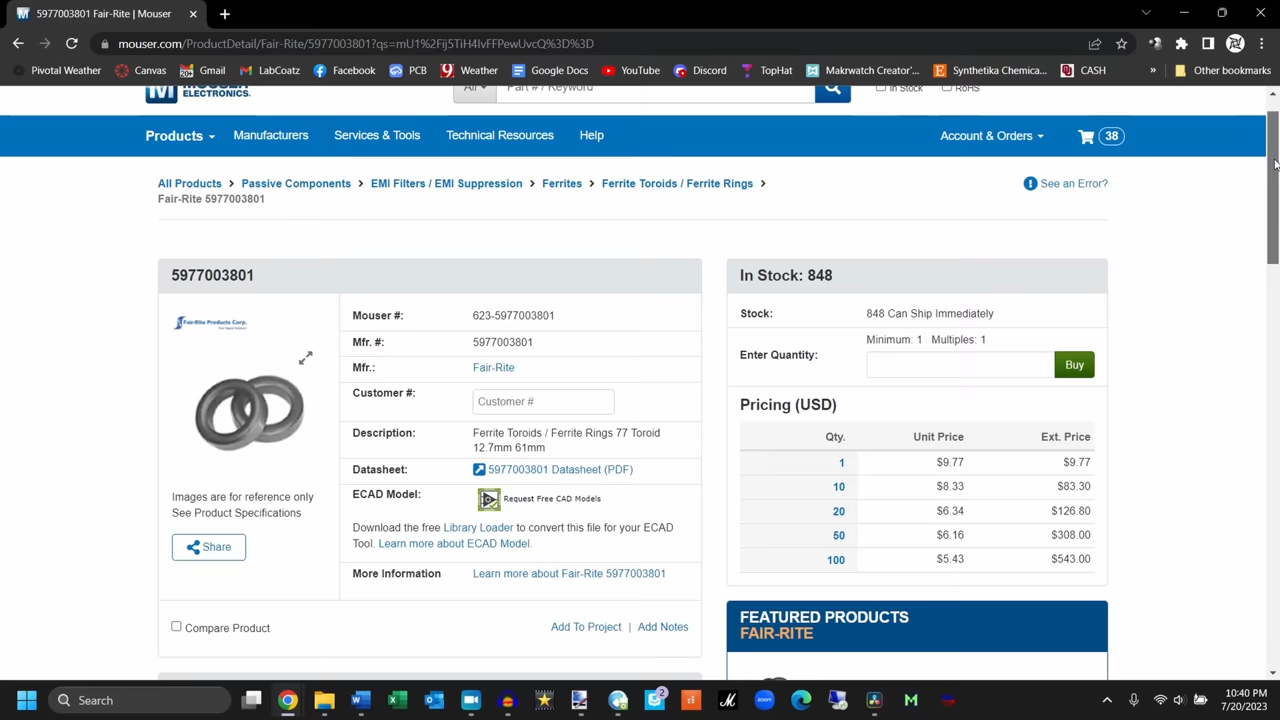 5977003801 Fair-Rite | Mouser
mouser.com/ProductDetail/Fair-Rite/5977003801?qs=mU1%2Fij5TiH4IvFFPewUvcQ%3D%3D
Pivotal Weather Canvas Gmail LabCoatz Facebook PCB Weather Google Docs YouTube Discord TopHat Makrwatch Creator'... Synthetika Chemica... CASH » Other bookmarks
ELECTRONICS.
All Part # / Keyword In Stock RoHS
Products Manufacturers Services & Tools Technical Resources Help Account & Orders 38
All Products > Passive Components > EMI Filters / EMI Suppression > Ferrites > Ferrite Toroids / Ferrite Rings >
See an Error?
Fair-Rite 5977003801
5977003801
Fair-Rite Products Corp.
Images are for reference only
See Product Specifications
Share
Mouser #: 623-5977003801
Mfr. #: 5977003801
Mfr.: Fair-Rite
Customer #: Customer #
Description: Ferrite Toroids / Ferrite Rings 77 Toroid
12.7mm 61mm
Datasheet: 5977003801 Datasheet (PDF)
ECAD Model: Request Free CAD Models
Download the free Library Loader to convert this file for your ECAD
Tool. Learn more about ECAD Model.
More Information Learn more about Fair-Rite 5977003801
Compare Product Add To Project | Add Notes
In Stock: 848
Stock: 848 Can Ship Immediately
Minimum: 1 Multiples: 1
Enter Quantity: Buy
Pricing (USD)
Qty. Unit Price Ext. Price
1 $9.77 $9.77
10 $8.33 $83.30
20 $6.34 $126.80
50 $6.16 $308.00
100 $5.43 $543.00
FEATURED PRODUCTS
FAIR-RITE
Search
2
10:40 PM
7/20/2023